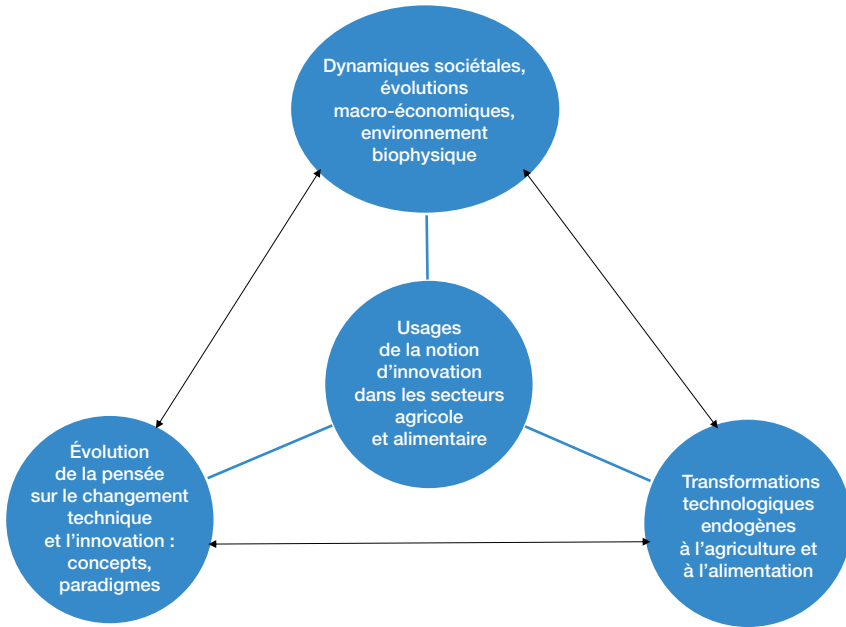 Dynamiques sociétales,
évolutions
macro-économiques,
environnement
biophysique
Usages
de la notion
d’innovation
dans les secteurs
agricole
et alimentaire
Évolution
de la pensée
sur le changement
technique
et l’innovation :
concepts,
paradigmes
Transformations
technologiques
endogènes
à l’agriculture et
à l’alimentation